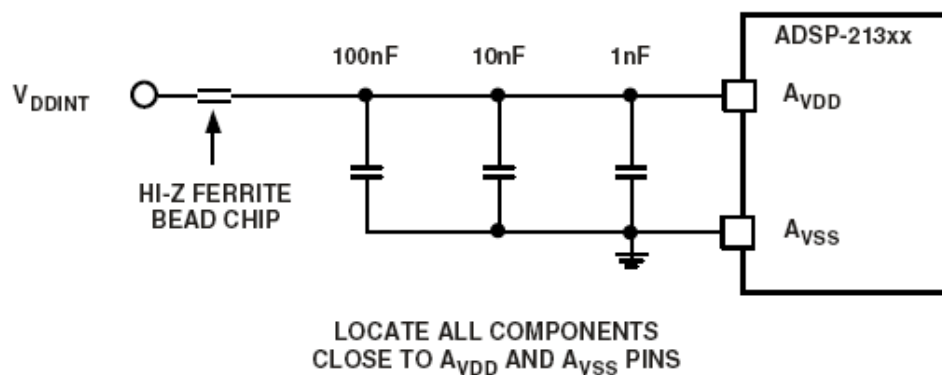 ADSP-213xx
100nF 10nF 1nF
VDDINT
AVDD
HI-Z FERRITE
BEAD CHIP
AVSS
LOCATE ALL COMPONENTS
CLOSE TO AVDD AND AVSS PINS